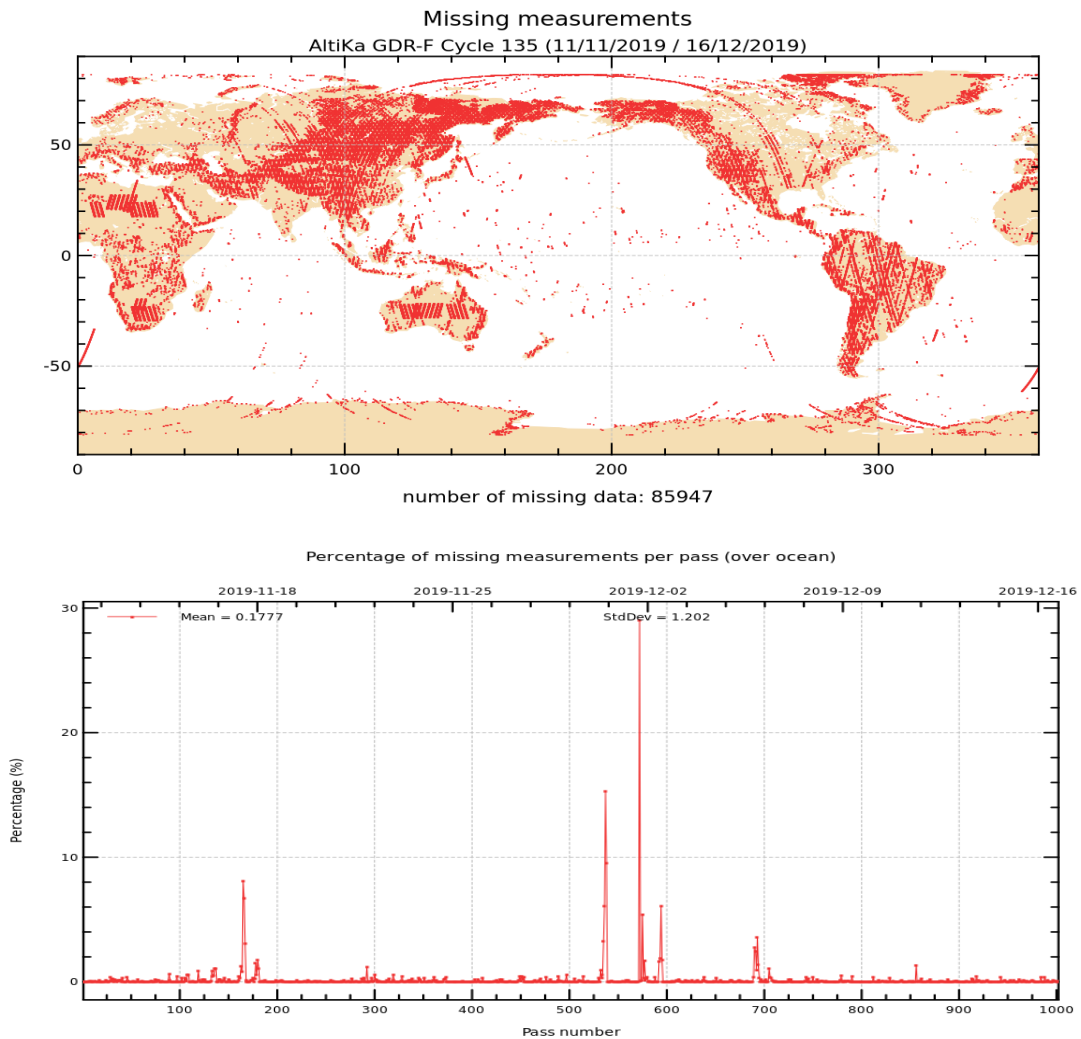 Missing measurements
AltiKa GDR-F Cycle 135 (11/11/2019 / 16/12/2019)
50
0
-50
0 100 200 300
number of missing data: 85947
Percentage of missing measurements per pass (over ocean)
2019-11-18 2019-11-25 2019-12-02 2019-12-09 2019-12-16
30
Mean = 0.1777 StdDev = 1.202
20
Percentage (%)
10
0
100 200 300 400 500 600 700 800 900 1000
Pass number